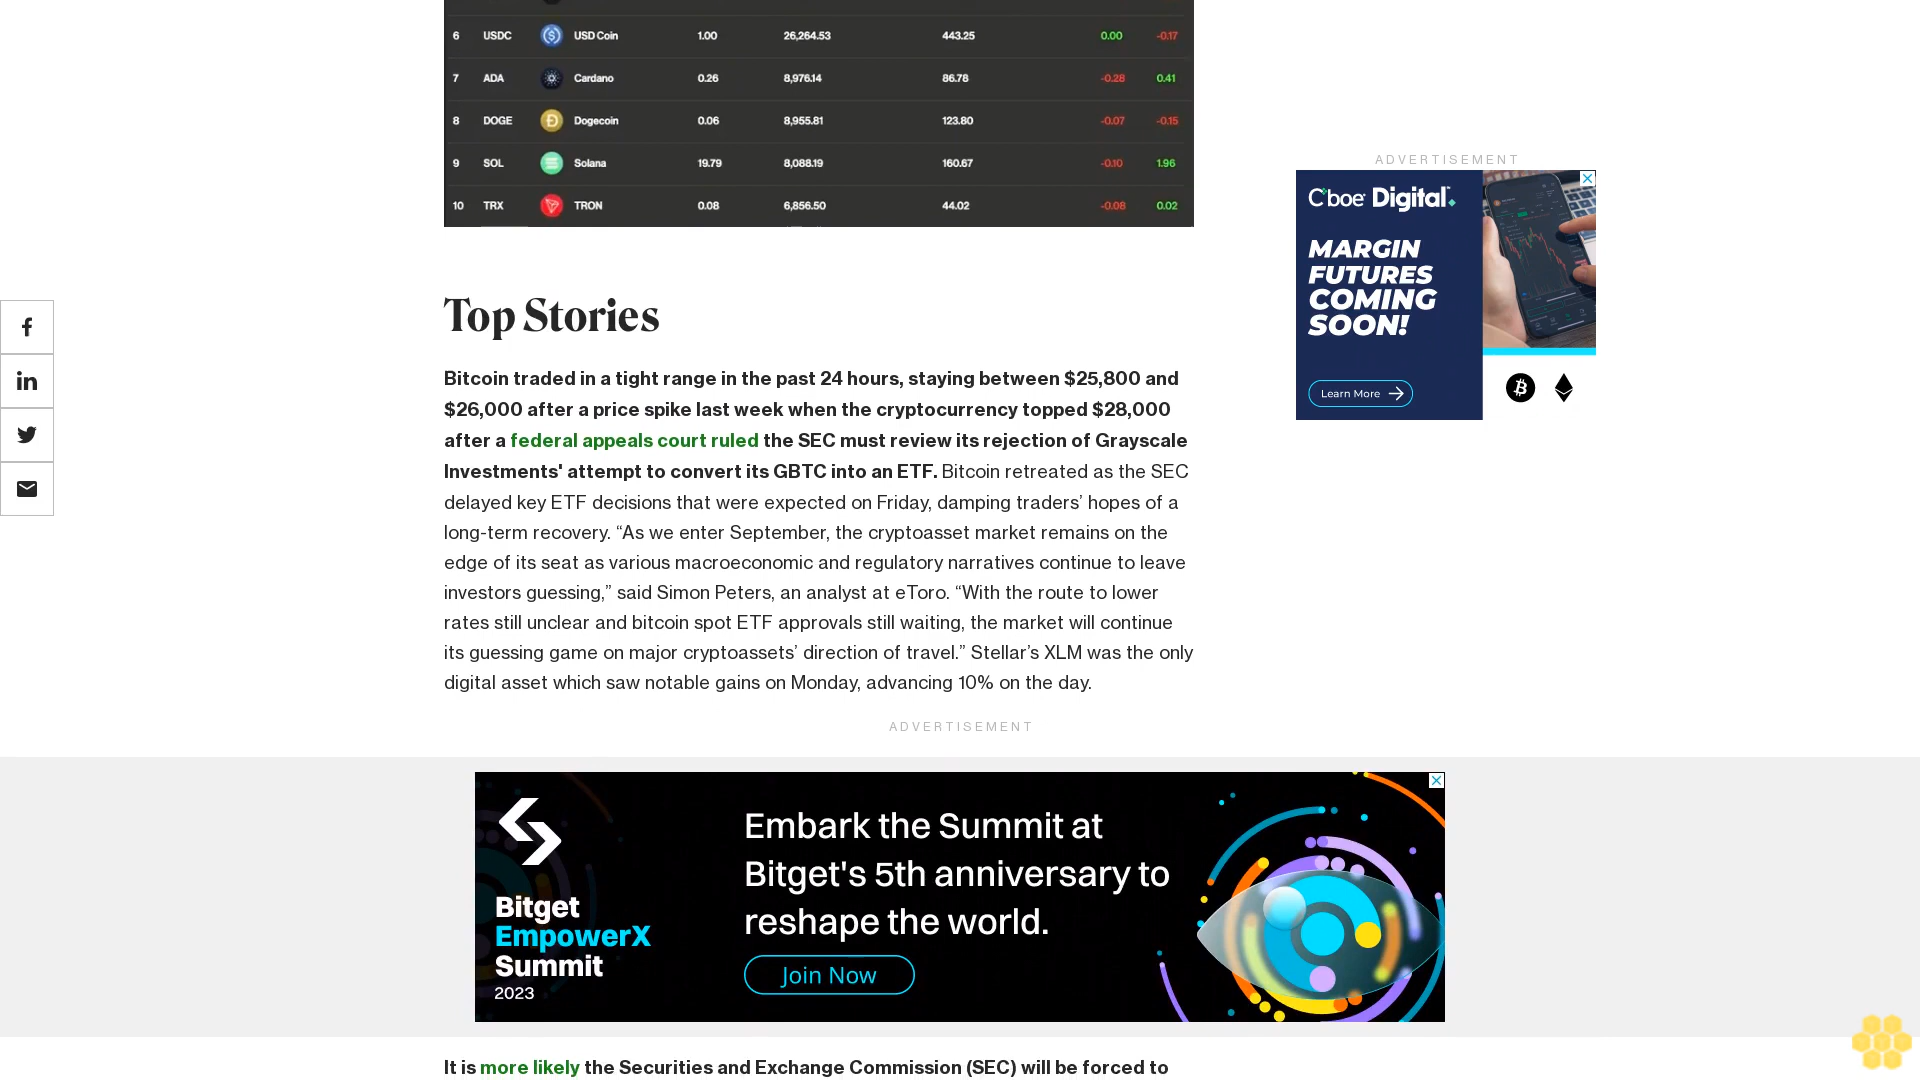 6 USDC USD Coin 1.00 26,264.53 443.25 0.00 -0.17
7 ADA Cardano 0.26 8,976.14 86.78 -0.28 0.41
8 DOGE Dogecoin 0.06 8,955.81 123.80 -0.07 -0.15
9 SOL Solana 19.79 8,088.19 160.67 -0.10 1.96
10 TRX TRON 0.08 6,856.50 44.02 -0.08 0.02
ADVERTISEMENT
Cboe Digital
MARGIN
FUTURES
COMING
SOON!
Learn More
Top Stories
Bitcoin traded in a tight range in the past 24 hours, staying between $25,800 and
$26,000 after a price spike last week when the cryptocurrency topped $28,000
after a federal appeals court ruled the SEC must review its rejection of Grayscale
Investments' attempt to convert its GBTC into an ETF. Bitcoin retreated as the SEC
delayed key ETF decisions that were expected on Friday, damping traders’ hopes of a
long-term recovery. “As we enter September, the cryptoasset market remains on the
edge of its seat as various macroeconomic and regulatory narratives continue to leave
investors guessing,” said Simon Peters, an analyst at eToro. “With the route to lower
rates still unclear and bitcoin spot ETF approvals still waiting, the market will continue
its guessing game on major cryptoassets’ direction of travel.” Stellar’s XLM was the only
digital asset which saw notable gains on Monday, advancing 10% on the day.
ADVERTISEMENT
Bitget
EmpowerX
Summit
2023
Embark the Summit at
Bitget's 5th anniversary to
reshape the world.
Join Now
It is more likely the Securities and Exchange Commission (SEC) will be forced to